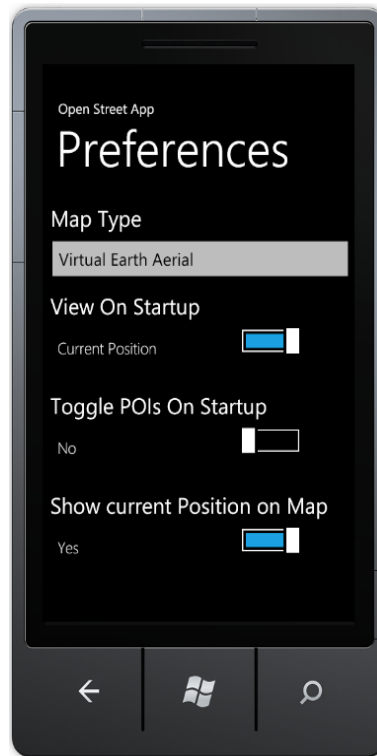 Open Street App
Preferences
Map Type
Virtual Earth Aerial
View On Startup
Current Position
Toggle POIs On Startup
No
Show current Position on Map
Yes